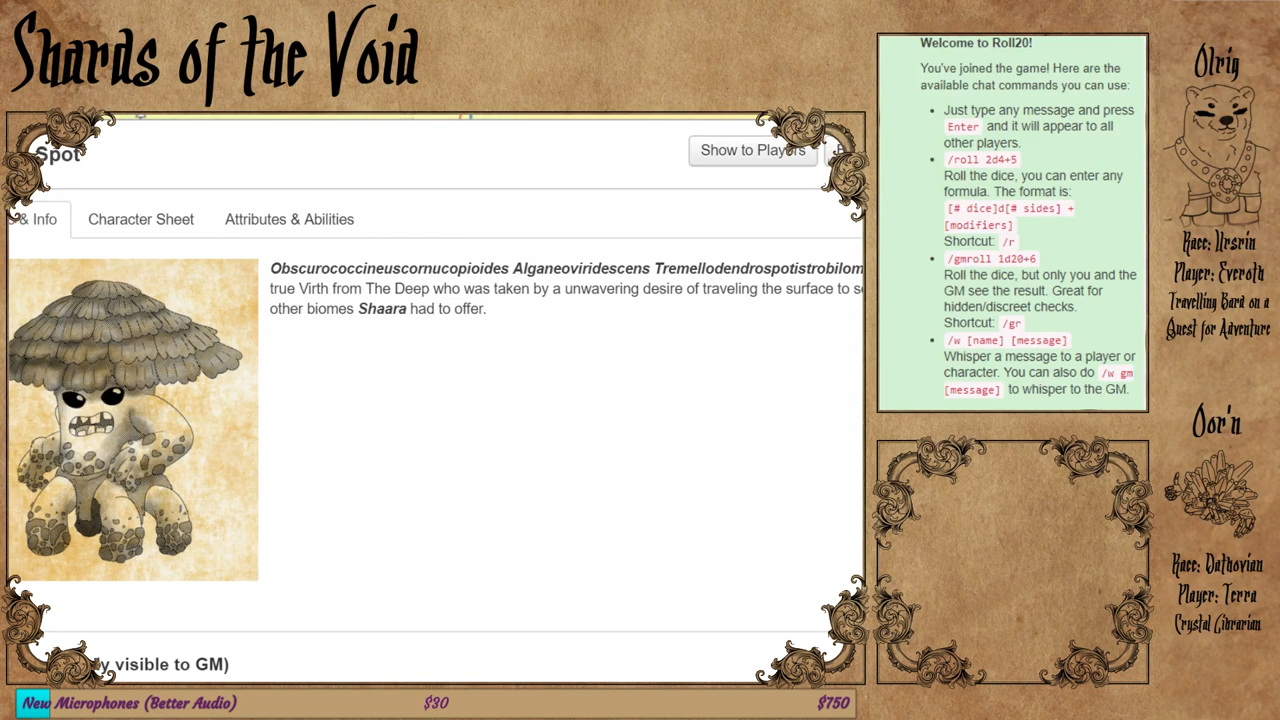 Shards of the Void
Spot
Show to Players
& Info
Character Sheet
Attributes & Abilities
Obscurococcineuscornucopioides Alganeoviridescens Tremellodendrospotistrobilom
true Virth from The Deep who was taken by a unwavering desire of traveling the surface to s
other biomes Shaara had to offer.
y visible to GM)
New Microphones (Better Audio)
$30
$750
Welcome to Roll20!
You've joined the game! Here are the
available chat commands you can use:
Just type any message and press
Enter and it will appear to all
other players.
/roll 2d4+5
Roll the dice, you can enter any
formula. The format is:
[# dice]d[# sides] +
[modifiers]
Shortcut: /r
/gmroll 1d20+6
Roll the dice, but only you and the
GM see the result. Great for
hidden/discreet checks.
Shortcut: /gr
/w [name] [message]
Whisper a message to a player or
character. You can also do /w gm
[message] to whisper to the GM.
Olrig
Race: Ursrin
Player: Everoth
Travelling Bard on a
Quest for Adventure
Oor'n
Race: Dathovian
Player: Terra
Crystal Librarian